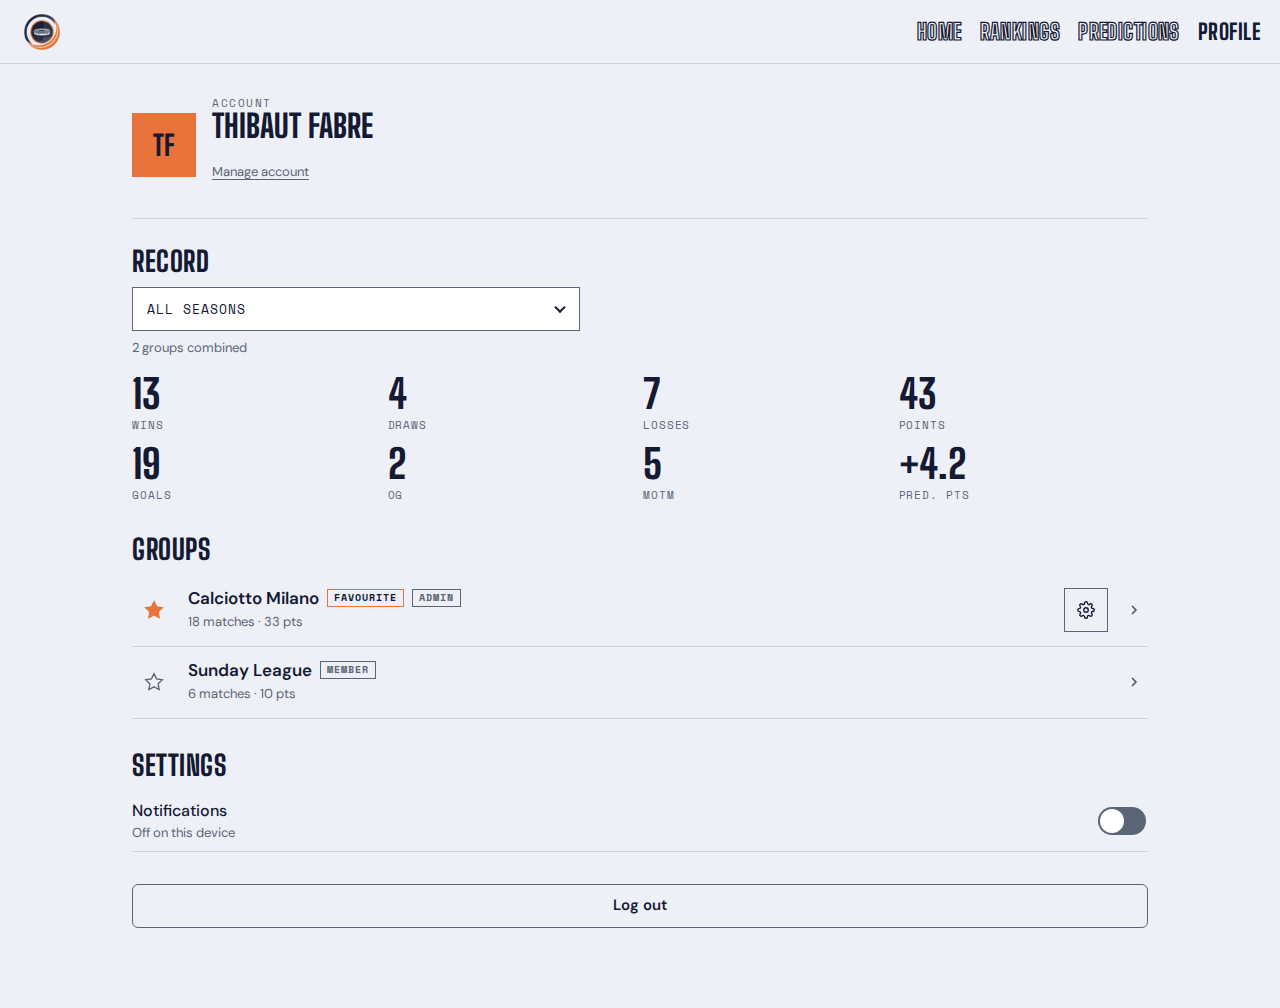 HOME RANKINGS PREDICTIONS PROFILE
ACCOUNT
TF
THIBAUT FABRE
Manage account
RECORD
ALL SEASONS
2 groups combined
13 4 7 43
WINS DRAWS LOSSES POINTS
19 2 5 +4.2
GOALS OG MOTM PRED. PTS
GROUPS
Calciotto Milano FAVOURITE ADMIN
18 matches · 33 pts
Sunday League MEMBER
6 matches · 10 pts
SETTINGS
Notifications
Off on this device
Log out